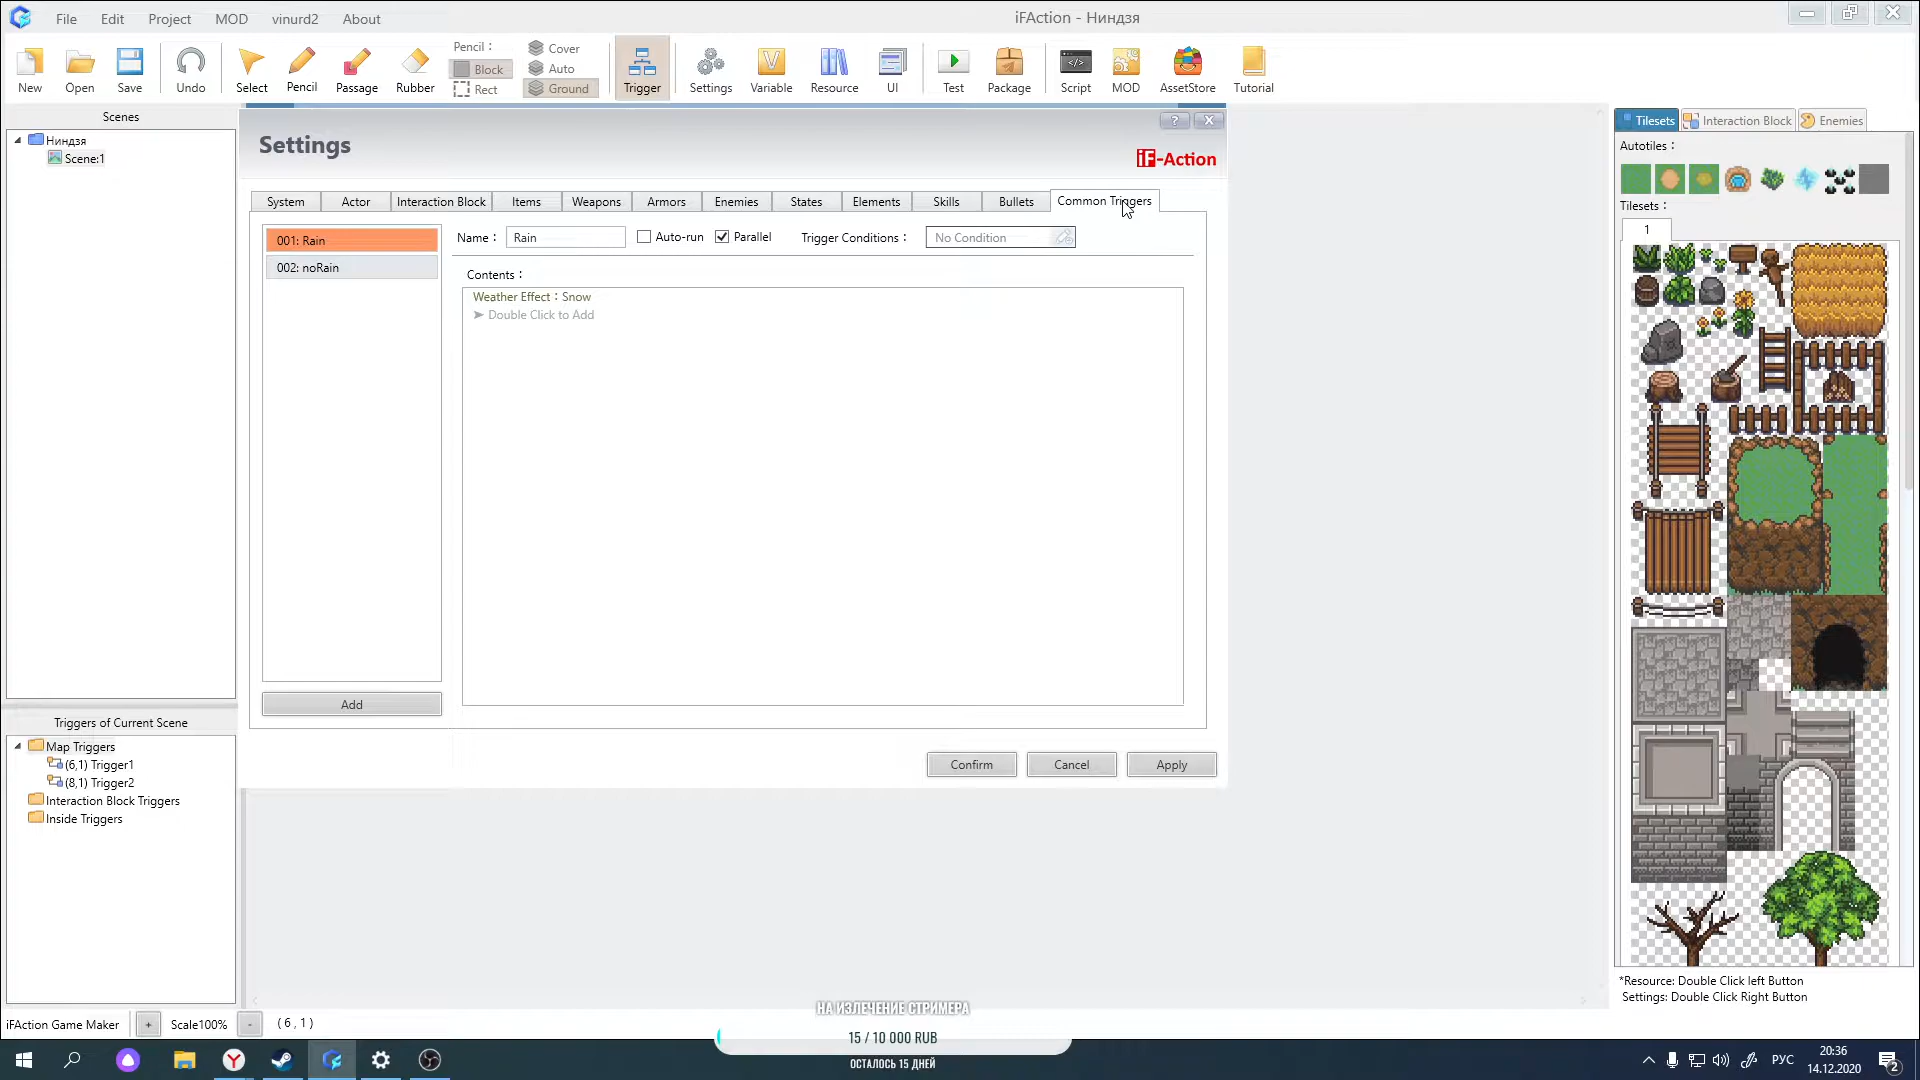 iFAction - Ниндзя
File Edit Project MOD vinurd2 About
New Open Save Undo Select Pencil Passage Rubber
Pencil :
Block
Rect
Cover
Auto
Ground
Trigger Settings Variable Resource UI Test Package Script MOD AssetStore Tutorial
Scenes
Ниндзя
Scene:1
Settings
? X
iF-Action
System Actor Interaction Block Items Weapons Armors Enemies States Elements Skills Bullets Common Triggers
001: Rain
002: noRain
Add
Name : Rain Auto-run Parallel Trigger Conditions : No Condition
Contents :
Weather Effect : Snow
Double Click to Add
Confirm Cancel Apply
Tilesets Interaction Block Enemies
Autotiles :
Tilesets :
1
*Resource: Double Click left Button
Settings: Double Click Right Button
Triggers of Current Scene
Map Triggers
(6,1) Trigger1
(8,1) Trigger2
Interaction Block Triggers
Inside Triggers
iFAction Game Maker + Scale100% - ( 6 , 1 )
НА ИЗЛЕЧЕНИЕ СТРИМЕРА
15 / 10 000 RUB
ОСТАЛОСЬ 15 ДНЕЙ
РУС
20:36
14.12.2020
2